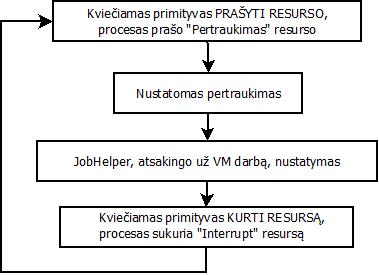 Kviečiamas primityvas PRAŠYTI RESURSO,
procesas prašo "Pertraukimas" resurso
Nustatomas pertraukimas
JobHelper, atsakingo už VM darbą, nustatymas
Kviečiamas primityvas KURTI RESURSĄ,
procesas sukuria "Interrupt" resursą